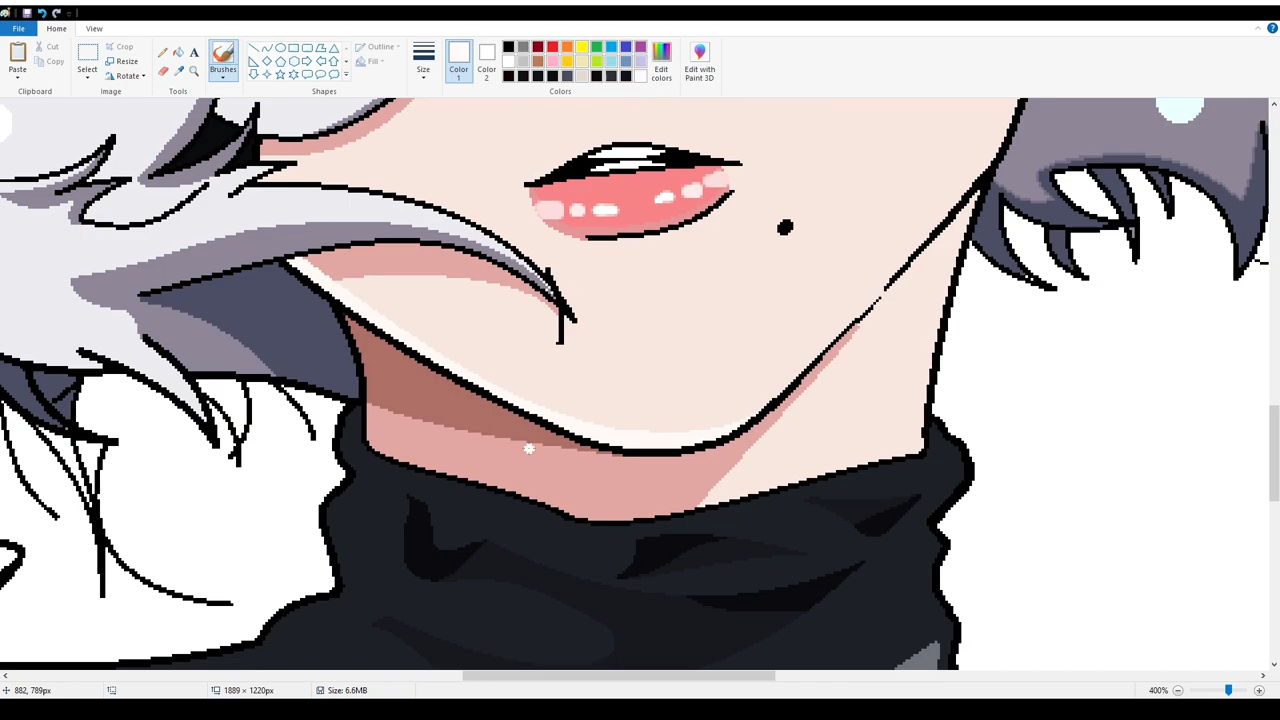 File Home View
Paste
Cut
Copy
Clipboard
Select
Crop
Resize
Rotate
Image
A
Tools
Brushes
Outline
Fill
Shapes
Size
Color
1
Color
2
Edit
colors
Edit with
Paint 3D
Colors
882, 789px
1889 × 1220px
Size: 6.6MB
400%